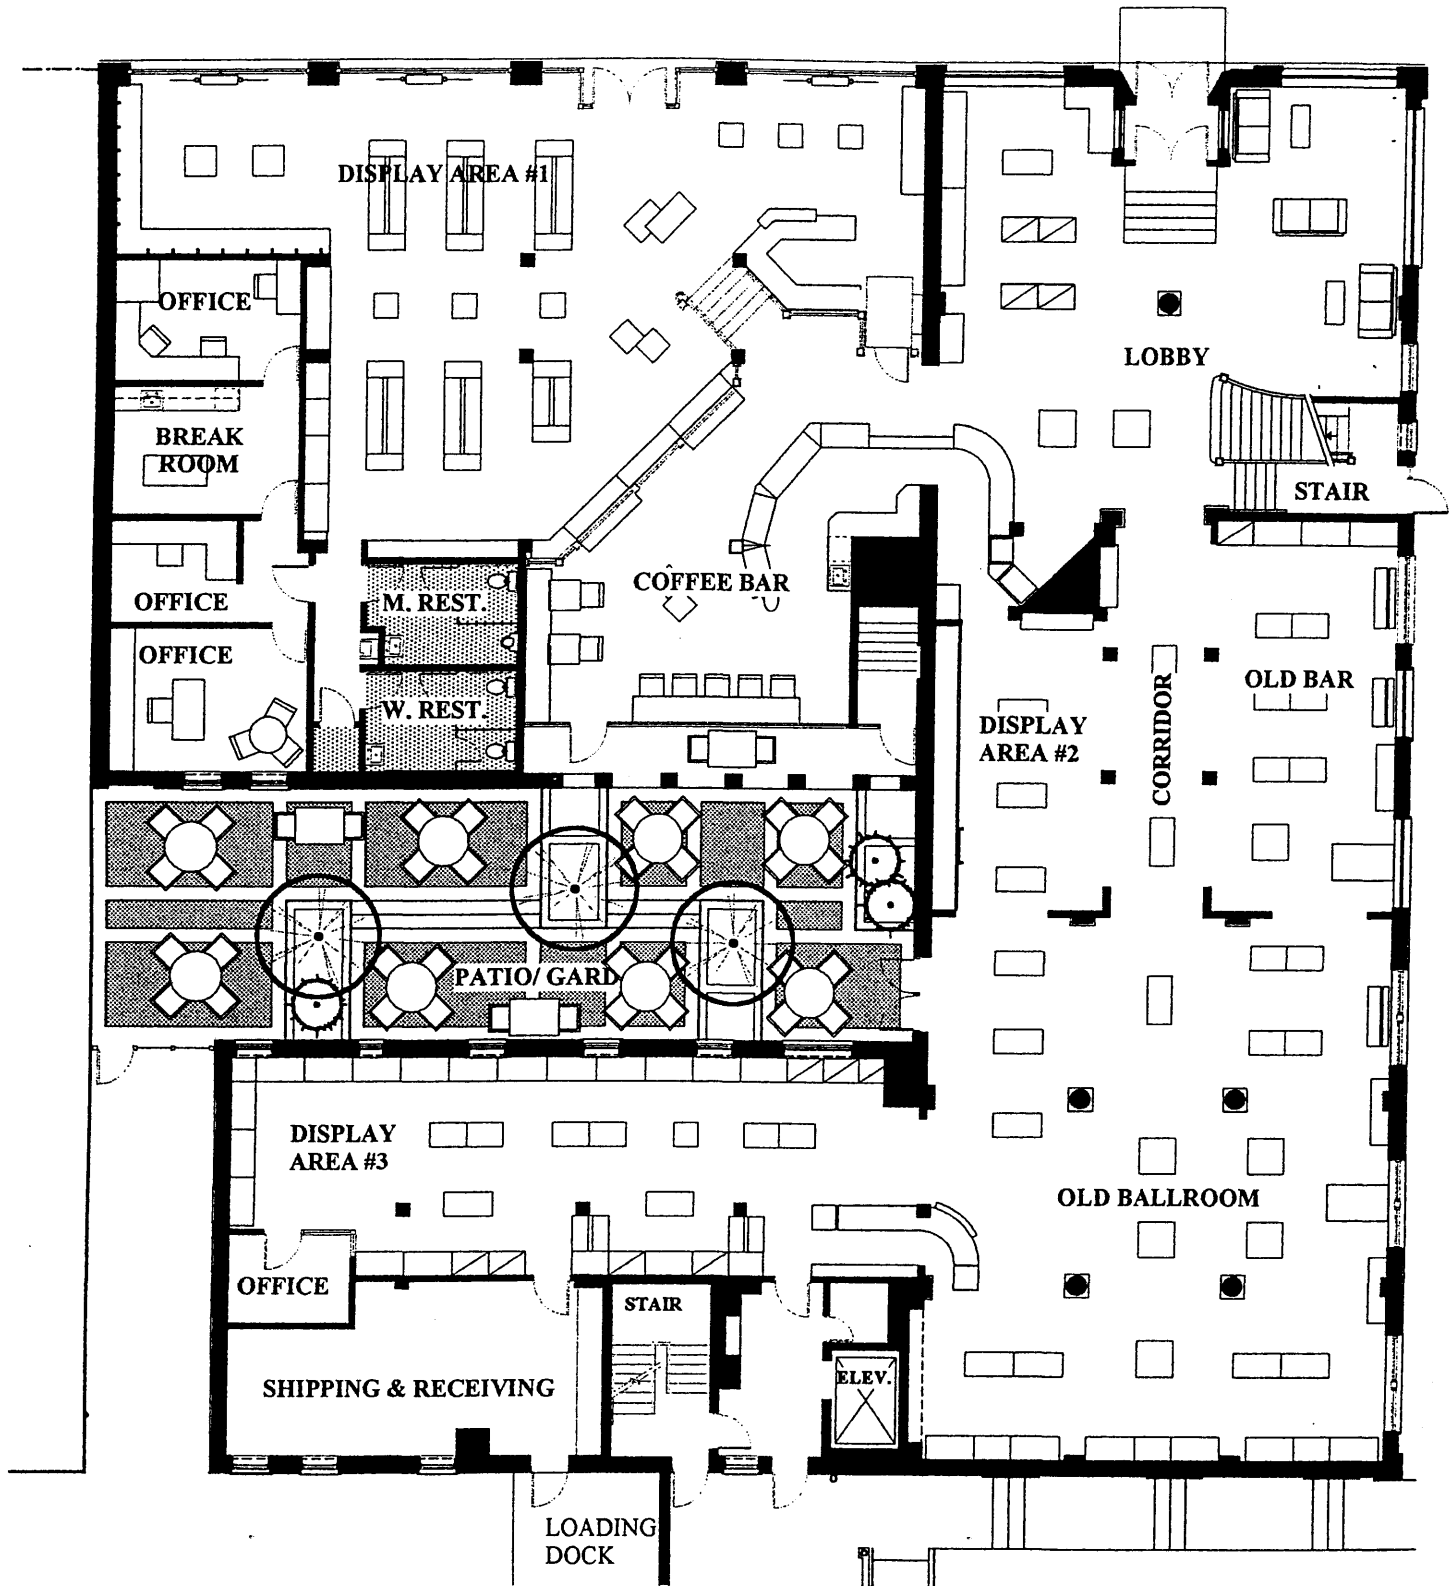 DISPLAY AREA #1
OFFICE
LOBBY
BREAK
ROOM
STAIR
COFFEE BAR
OFFICE
M. REST.
OFFICE
OLD BAR
W. REST.
DISPLAY
AREA #2
CORRIDOR
PATIO/ GARD
DISPLAY
AREA #3
OLD BALLROOM
OFFICE
STAIR
ELEV.
SHIPPING & RECEIVING
LOADING
DOCK